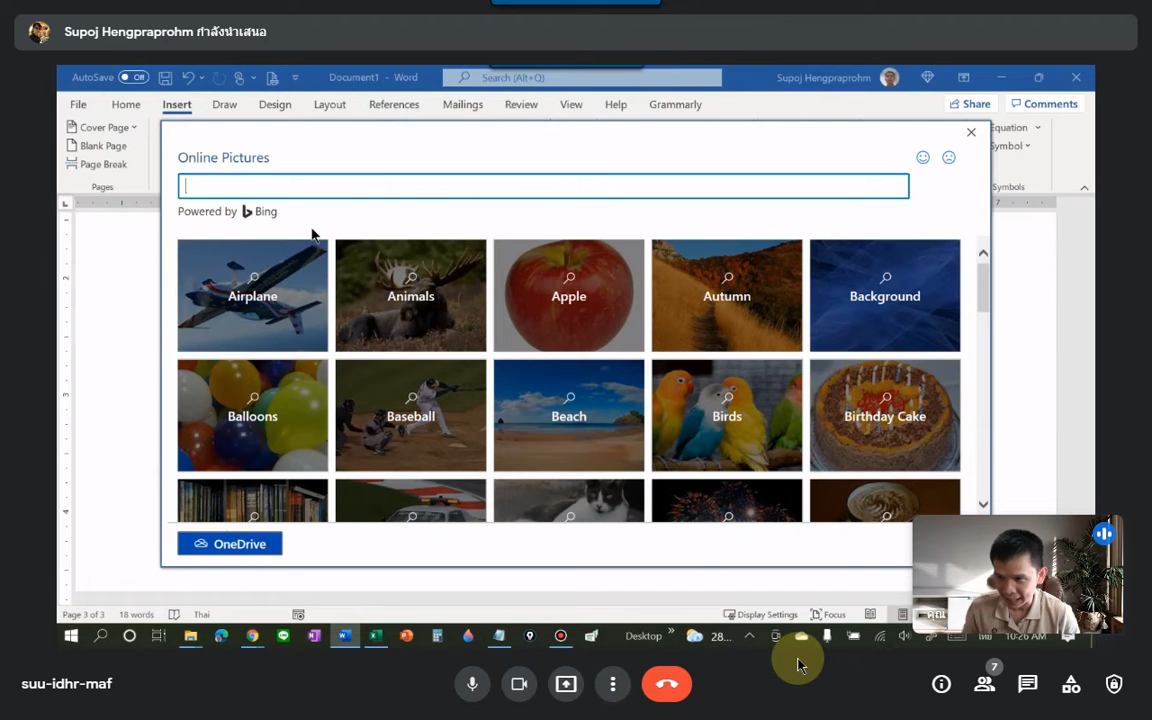 Supoj Hengpraprohm กำลังนำเสนอ
AutoSave Off Document1 - Word Search (Alt+Q) Supoj Hengpraprohm
File Home Insert Draw Design Layout References Mailings Review View Help Grammarly Share Comments
Cover Page
Blank Page
Page Break
Pages
Equation
Symbol
Symbols
Online Pictures
Powered by Bing
Airplane Animals Apple Autumn Background
Balloons Baseball Beach Birds Birthday Cake
OneDrive
Page 3 of 3 18 words Thai Display Settings Focus
Desktop 28... ไทย 10:26 AM
suu-idhr-maf
7